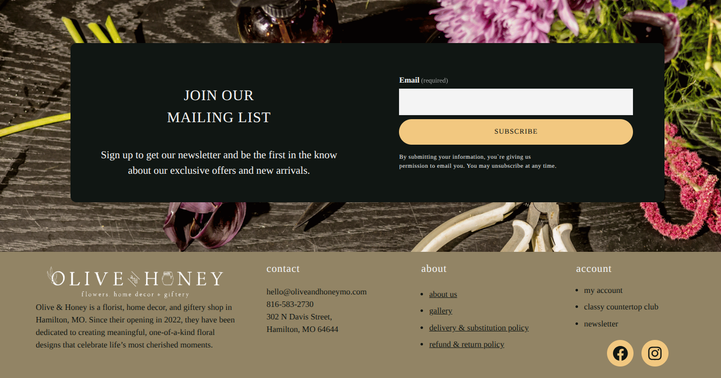 JOIN OUR
MAILING LIST
Sign up to get our newsletter and be the first in the know
about our exclusive offers and new arrivals.
Email (required)
SUBSCRIBE
By submitting your information, you're giving us
permission to email you. You may unsubscribe at any time.
OLIVE & HONEY
flowers home decor + giftery
Olive & Honey is a florist, home decor, and giftery shop in
Hamilton, MO. Since their opening in 2022, they have been
dedicated to creating meaningful, one-of-a-kind floral
designs that celebrate life's most cherished moments.
contact
hello@oliveandhoneymo.com
816-583-2730
302 N Davis Street,
Hamilton, MO 64644
about
about us
gallery
delivery & substitution policy
refund & return policy
account
my account
classy countertop club
newsletter